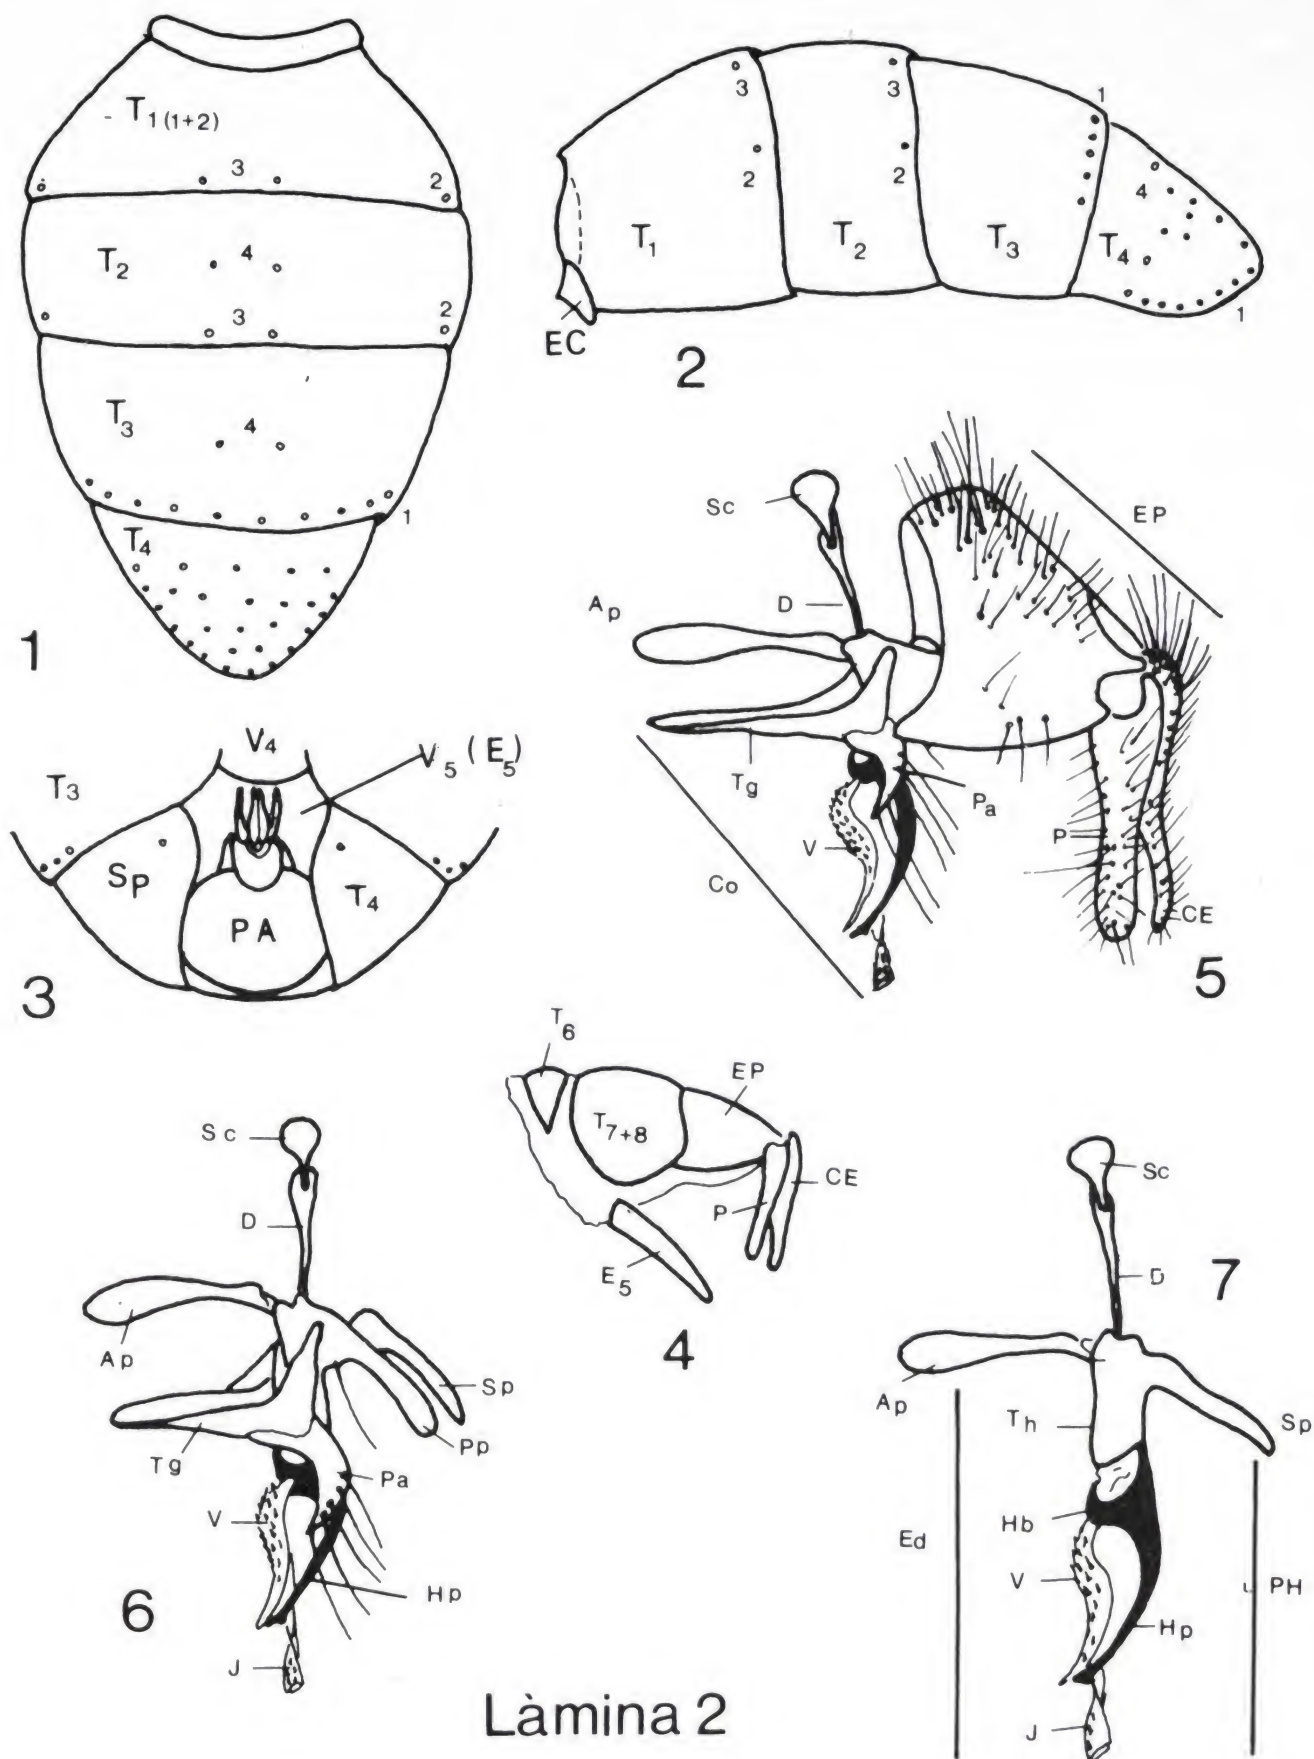 T1(1+2)
3
2
T2
4
3
2
T3
4
1
T4
1
3
3
1
2
2
4
T1
T2
T3
T4
EC
1
2
V4
V5 (E5)
T3
Sp
PA
T4
3
Sc
EP
Ap
D
Tg
Pa
V
P
Co
CE
5
T6
EP
T7+8
CE
P
E5
4
Sc
D
Ap
Sp
Pp
Tg
Pa
V
Hp
6
J
Sc
7
D
Ap
Th
Sp
Hb
Ed
V
PH
Hp
J
Làmina 2